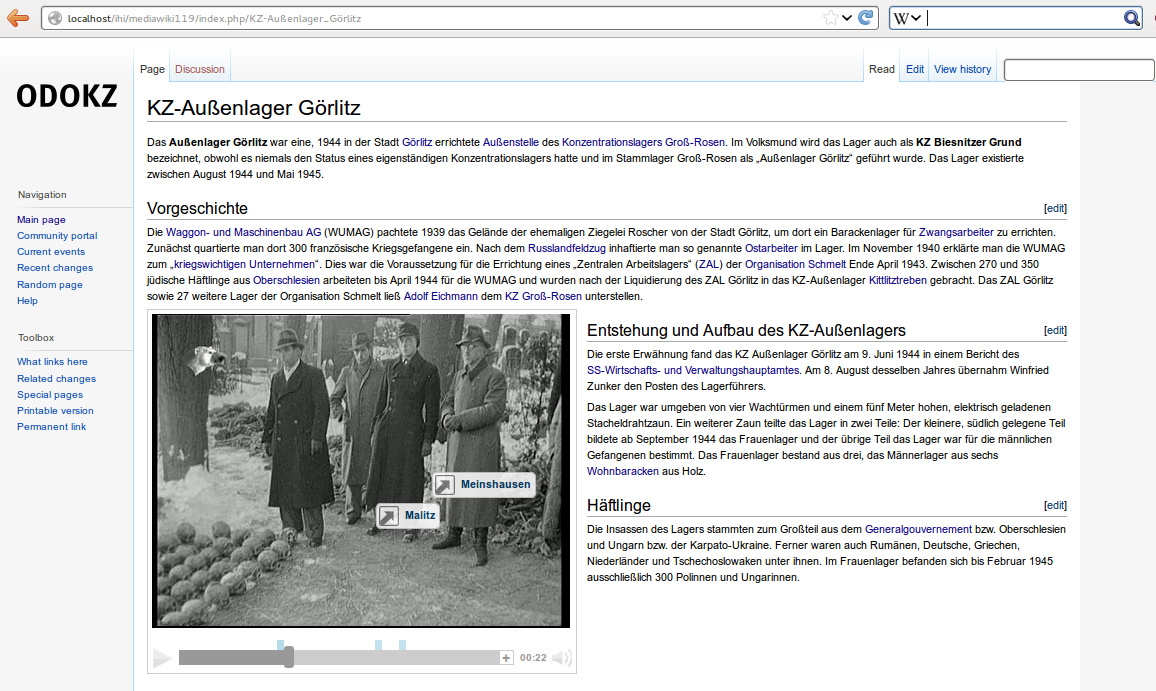 localhost/ihi/mediawiki119/index.php/KZ-Außenlager_Görlitz
W
ODOKZ
Page
Discussion
Read
Edit
View history
KZ-Außenlager Görlitz
Das Außenlager Görlitz war eine, 1944 in der Stadt Görlitz errichtete Außenstelle des Konzentrationslagers Groß-Rosen. Im Volksmund wird das Lager auch als KZ Biesnitzer Grund
bezeichnet, obwohl es niemals den Status eines eigenständigen Konzentrationslagers hatte und im Stammlager Groß-Rosen als „Außenlager Görlitz“ geführt wurde. Das Lager existierte
zwischen August 1944 und Mai 1945.
Navigation
Main page
Community portal
Current events
Recent changes
Random page
Help
Toolbox
What links here
Related changes
Special pages
Printable version
Permanent link
Vorgeschichte
[edit]
Die Waggon- und Maschinenbau AG (WUMAG) pachtete 1939 das Gelände der ehemaligen Ziegelei Roscher von der Stadt Görlitz, um dort ein Barackenlager für Zwangsarbeiter zu errichten.
Zunächst quartierte man dort 300 französische Kriegsgefangene ein. Nach dem Russlandfeldzug inhaftierte man so genannte Ostarbeiter im Lager. Im November 1940 erklärte man die WUMAG
zum „kriegswichtigen Unternehmen“. Dies war die Voraussetzung für die Errichtung eines „Zentralen Arbeitslagers“ (ZAL) der Organisation Schmelt Ende April 1943. Zwischen 270 und 350
jüdische Häftlinge aus Oberschlesien arbeiteten bis April 1944 für die WUMAG und wurden nach der Liquidierung des ZAL Görlitz in das KZ-Außenlager Kittlitztreben gebracht. Das ZAL Görlitz
sowie 27 weitere Lager der Organisation Schmelt ließ Adolf Eichmann dem KZ Groß-Rosen unterstellen.
Meinshausen
Malitz
00:22
Entstehung und Aufbau des KZ-Außenlagers
[edit]
Die erste Erwähnung fand das KZ Außenlager Görlitz am 9. Juni 1944 in einem Bericht des
SS-Wirtschafts- und Verwaltungshauptamtes. Am 8. August desselben Jahres übernahm Winfried
Zunker den Posten des Lagerführers.
Das Lager war umgeben von vier Wachtürmen und einem fünf Meter hohen, elektrisch geladenen
Stacheldrahtzaun. Ein weiterer Zaun teilte das Lager in zwei Teile: Der kleinere, südlich gelegene Teil
bildete ab September 1944 das Frauenlager und der übrige Teil das Lager war für die männlichen
Gefangenen bestimmt. Das Frauenlager bestand aus drei, das Männerlager aus sechs
Wohnbaracken aus Holz.
Häftlinge
[edit]
Die Insassen des Lagers stammten zum Großteil aus dem Generalgouvernement bzw. Oberschlesien
und Ungarn bzw. der Karpato-Ukraine. Ferner waren auch Rumänen, Deutsche, Griechen,
Niederländer und Tschechoslowaken unter ihnen. Im Frauenlager befanden sich bis Februar 1945
ausschließlich 300 Polinnen und Ungarinnen.